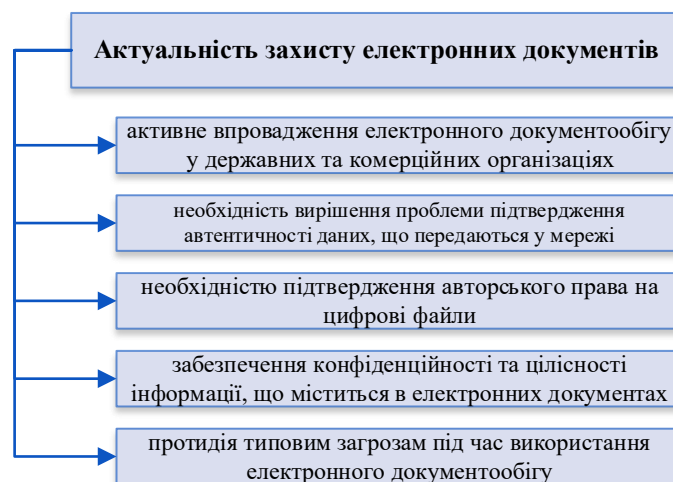 Актуальність захисту електронних документів
активне впровадження електронного документообігу
у державних та комерційних організаціях
необхідність вирішення проблеми підтвердження
автентичності даних, що передаються у мережі
необхідністю підтвердження авторського права на
цифрові файли
забезпечення конфіденційності та цілісності
інформації, що міститься в електронних документах
протидія типовим загрозам під час використання
електронного документообігу